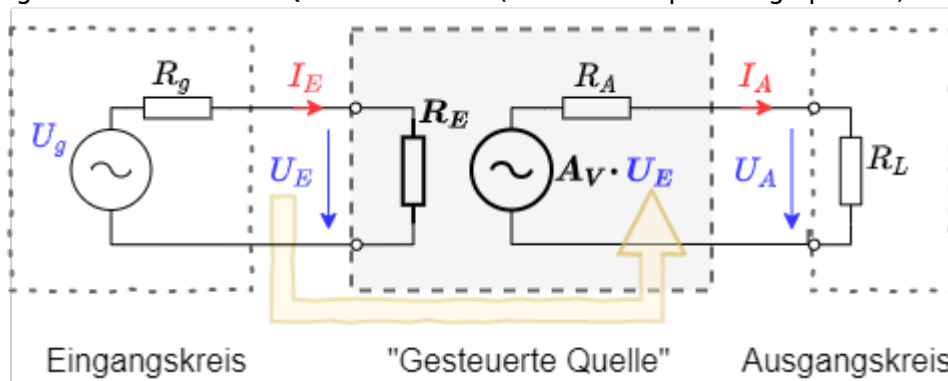 R_g
I_E
R_E
R_A
I_A
U_g
U_E
A_V · U_E
U_A
R_L
Eingangskreis
"Gesteuerte Quelle"
Ausgangskreis